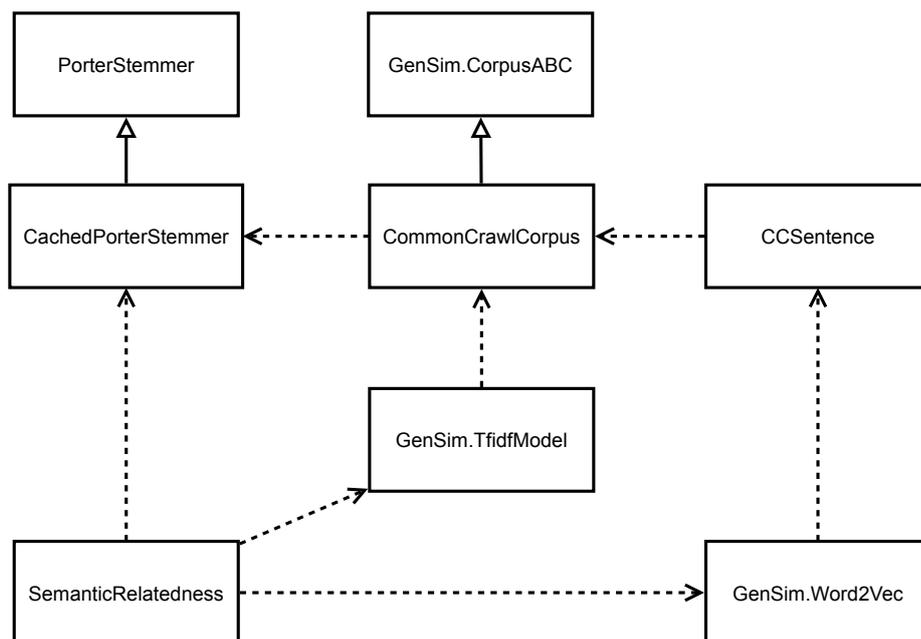 PorterStemmer
GenSim.CorpusABC
CachedPorterStemmer
CommonCrawlCorpus
CCSentence
GenSim.TfidfModel
SemanticRelatedness
GenSim.Word2Vec